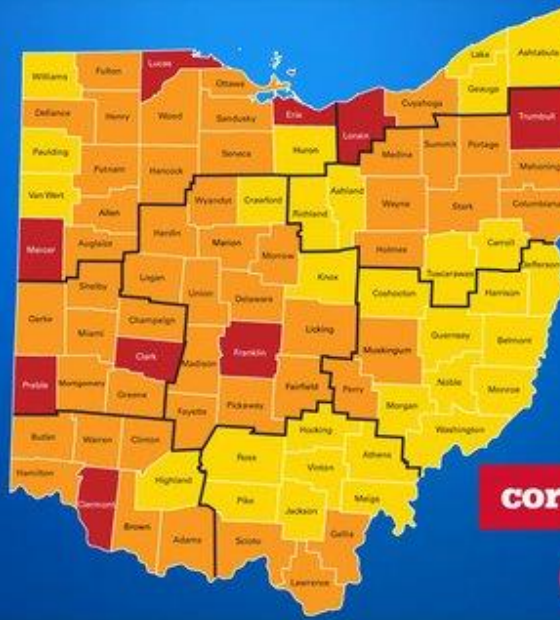 Williams
Fulton
Lucas
Ottawa
Lake
Ashtabula
Geauga
Defiance
Henry
Wood
Sandusky
Erie
Lorain
Cuyahoga
Trumbull
Paulding
Putnam
Hancock
Seneca
Huron
Medina
Summit
Portage
Mahoning
Van Wert
Allen
Wyandot
Crawford
Richland
Ashland
Wayne
Stark
Columbiana
Mercer
Auglaize
Hardin
Marion
Morrow
Holmes
Tuscarawas
Carroll
Jefferson
Shelby
Logan
Union
Delaware
Knox
Coshocton
Harrison
Darke
Miami
Champaign
Clark
Madison
Franklin
Licking
Muskingum
Guernsey
Belmont
Preble
Montgomery
Greene
Fayette
Pickaway
Fairfield
Perry
Morgan
Noble
Monroe
Butler
Warren
Clinton
Ross
Hocking
Athens
Washington
Hamilton
Clermont
Highland
Vinton
Pike
Jackson
Meigs
Brown
Adams
Scioto
Gallia
Lawrence
cor